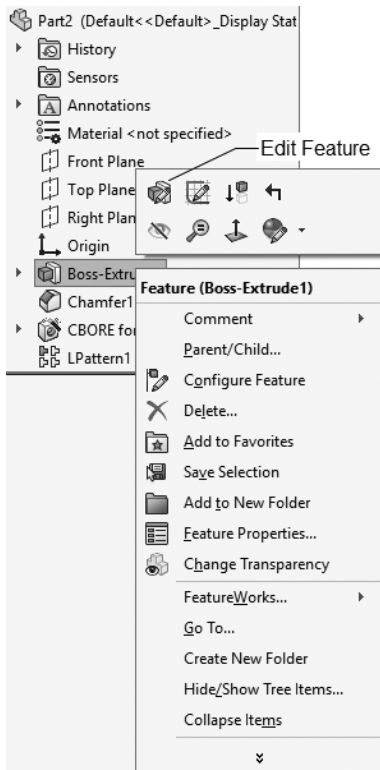 Part2 (Default<<Default>_Display Stat
History
Sensors
Annotations
Material <not specified>
Front Plane
Edit Feature
Top Plane
Right Plan
Origin
Boss-Extru
Feature (Boss-Extrude1)
Chamfer1
CBORE fo
LPattern1
Comment
Parent/Child...
Configure Feature
Delete...
Add to Favorites
Save Selection
Add to New Folder
Feature Properties...
Change Transparency
FeatureWorks...
Go To...
Create New Folder
Hide/Show Tree Items...
Collapse Items